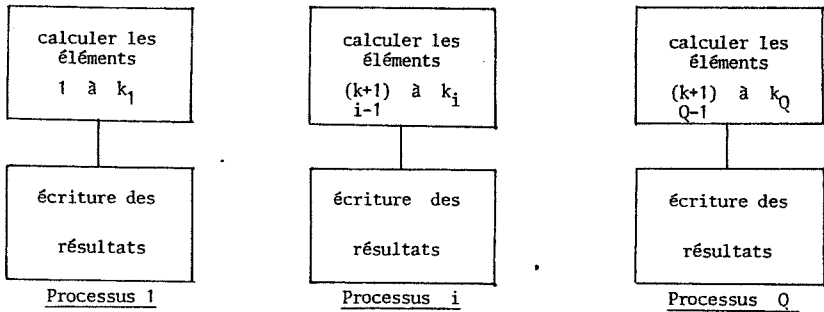 calculer les
éléments
1 à k1
écriture des
résultats
Processus 1
calculer les
éléments
(k+1) à ki
i-1
écriture des
résultats
Processus i
calculer les
éléments
(k+1) à kQ
Q-1
écriture des
résultats
Processus Q